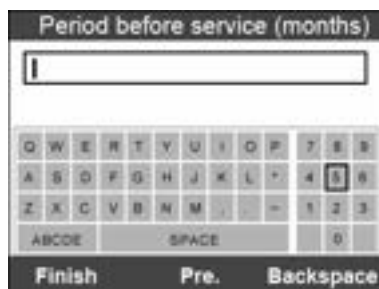 Period before service (months)
Q W E R T Y U I O P 7 8 9
A S D F G H J K L * 4 5 6
Z X C V B N M , . - 1 2 3
ABCDE SPACE 0
Finish Pre. Backspace